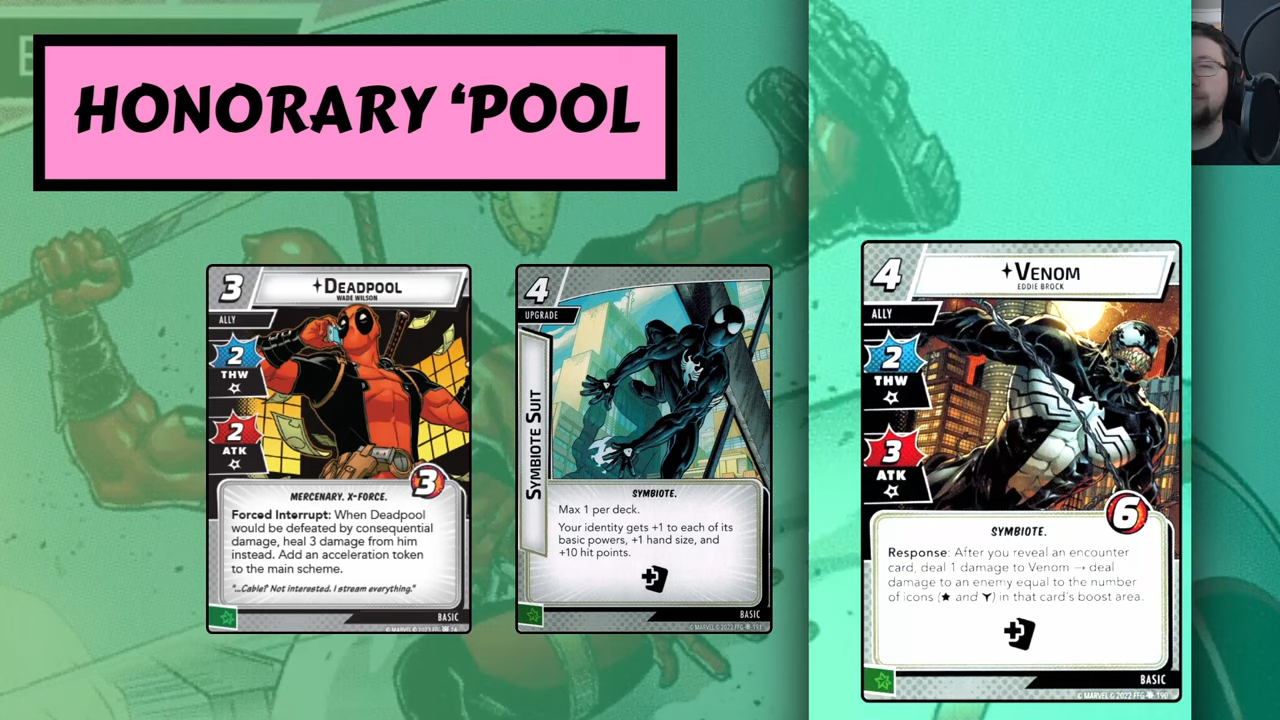 HONORARY ‘POOL
3
DEADPOOL
WADE WILSON
ALLY
2
THW
2
ATK
3
MERCENARY. X-FORCE.
Forced Interrupt: When Deadpool
would be defeated by consequential
damage, heal 3 damage from him
instead. Add an acceleration token
to the main scheme.
"...Cable? Not interested. I stream everything."
BASIC
4
UPGRADE
SYMBIOTE SUIT
SYMBIOTE.
Max 1 per deck.
Your identity gets +1 to each of its
basic powers, +1 hand size, and
+10 hit points.
BASIC
4
VENOM
EDDIE BROCK
ALLY
2
THW
3
ATK
6
SYMBIOTE.
Response: After you reveal an encounter
card, deal 1 damage to Venom → deal
damage to an enemy equal to the number
of icons (★ and
) in that card's boost area.
BASIC
© MARVEL © 2022 FFG 190